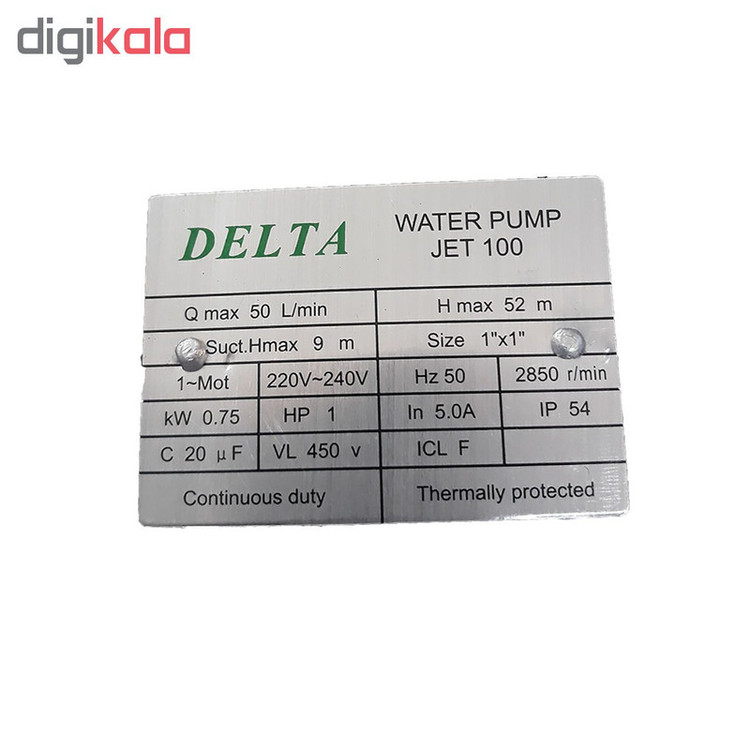 digikala
DELTA
WATER PUMP
JET 100
Q max 50 L/min
H max 52 m
Suct.Hmax 9 m
Size 1"x1"
1~Mot 220V~240V Hz 50 2850 r/min
kW 0.75 HP 1 In 5.0A IP 54
C 20 µF VL 450 v ICL F
Continuous duty
Thermally protected